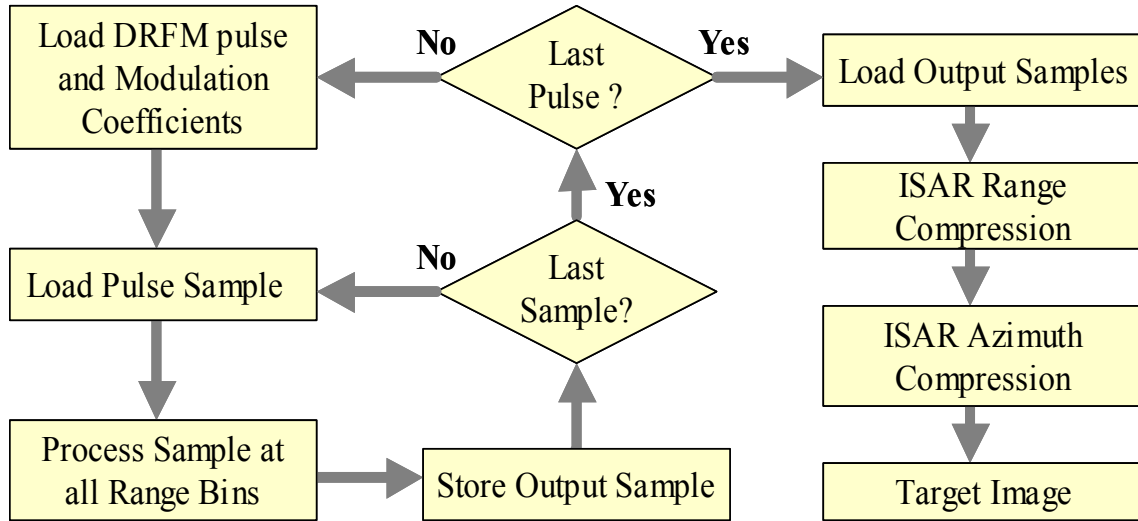 Load DRFM pulse
and Modulation
Coefficients
No
Last
Pulse ?
Yes
Load Output Samples
Yes
ISAR Range
Compression
Load Pulse Sample
No
Last
Sample?
ISAR Azimuth
Compression
Process Sample at
all Range Bins
Store Output Sample
Target Image